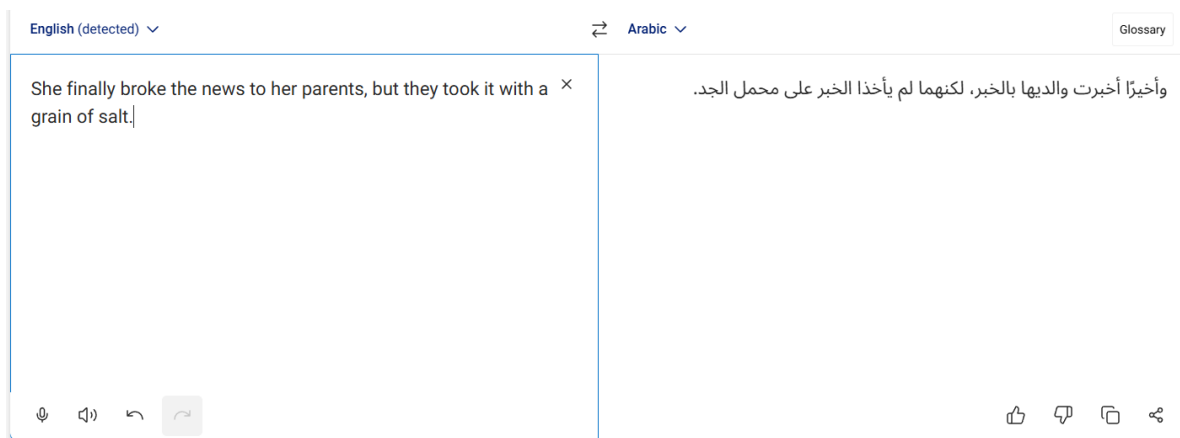 English (detected)
Arabic
Glossary
She finally broke the news to her parents, but they took it with a
grain of salt.
وأخيرًا أخبرت والديها بالخبر، لكنهما لم يأخذا الخبر على محمل الجد.